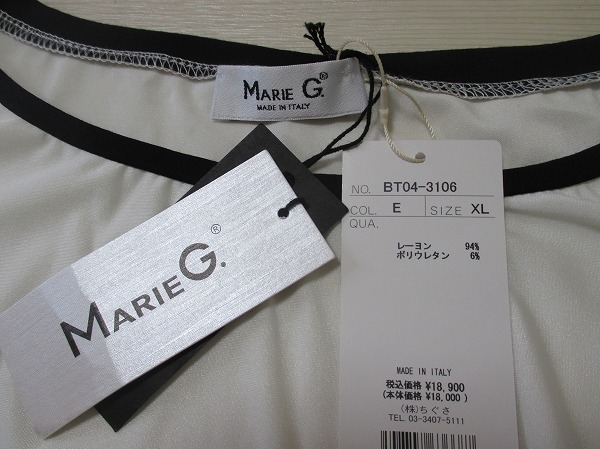 MARIE G.®
MADE IN ITALY
MARIE G.®
NO. BT04-3106
COL. E SIZE XL
QUA.
レーヨン 94%
ポリウレタン 6%
MADE IN ITALY
税込価格 ¥18,900
(本体価格 ¥18,000)
(株)ちぐさ
TEL 03-3407-5111